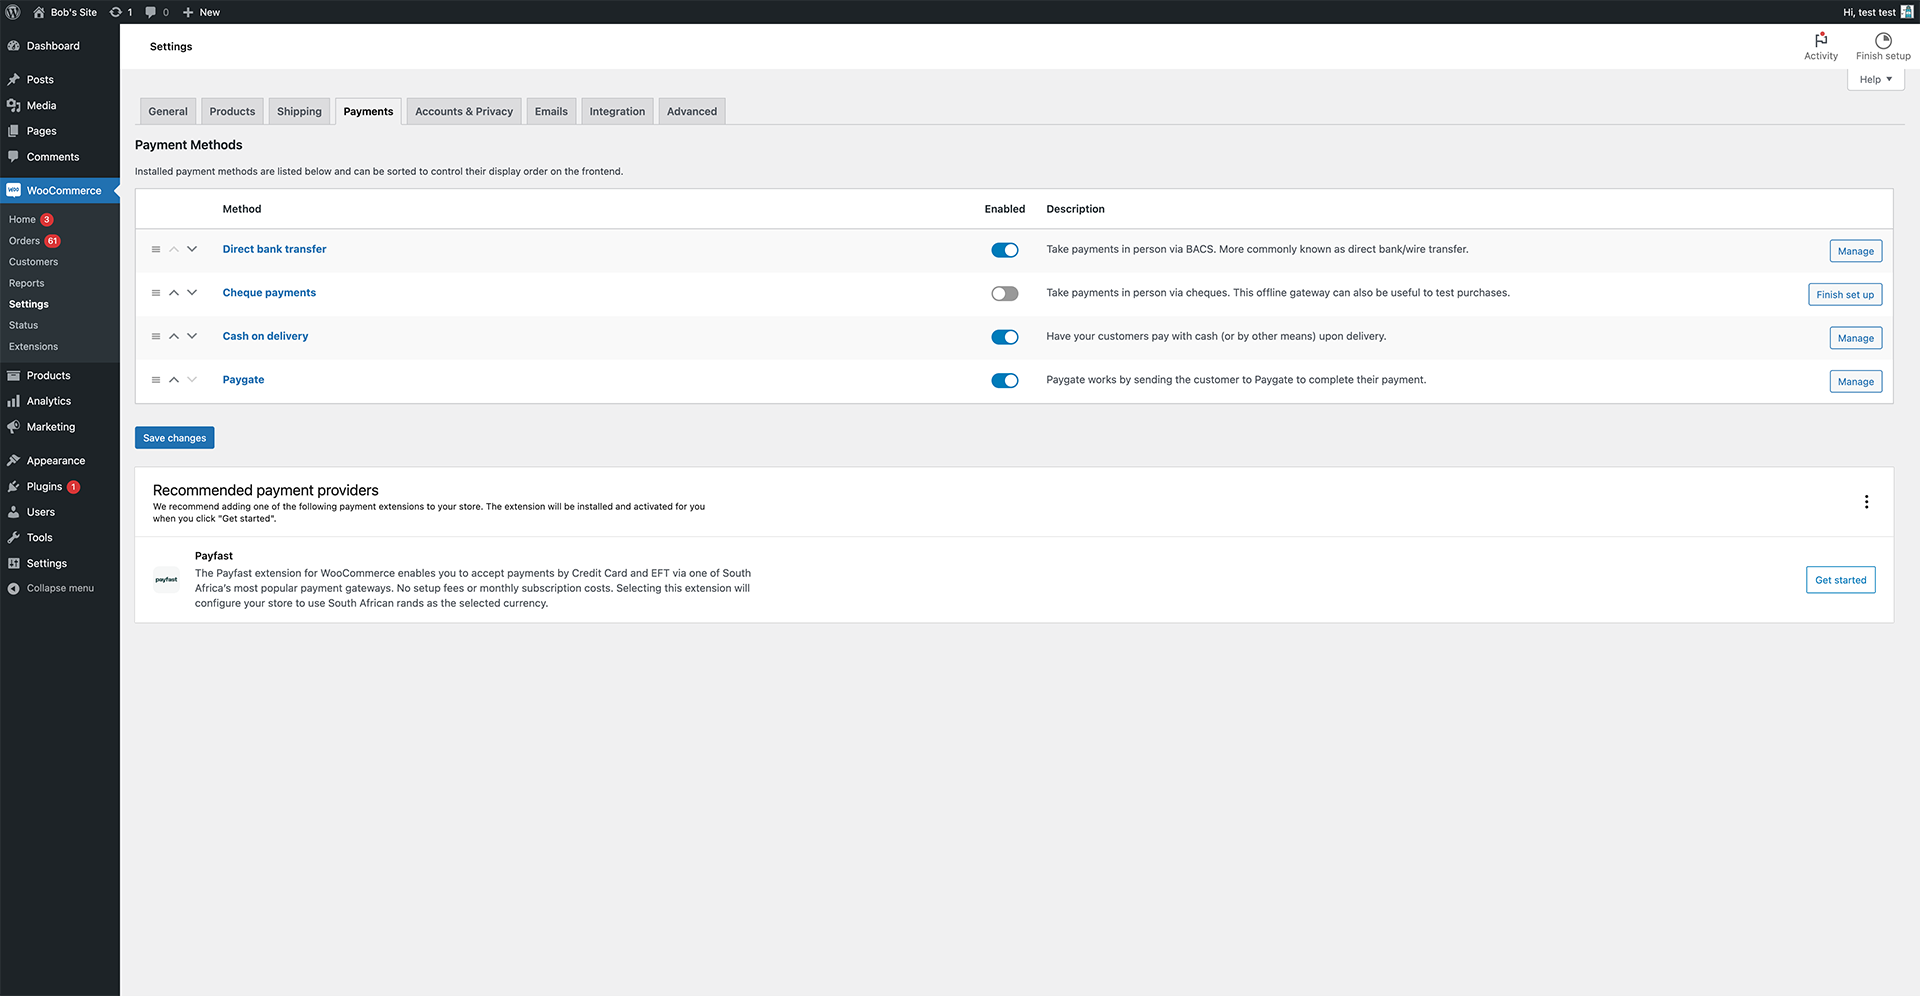 Bob's Site 1 0 New Hi, test test
Dashboard
Posts
Media
Pages
Comments
WooCommerce
Home 3
Orders 61
Customers
Reports
Settings
Status
Extensions
Products
Analytics
Marketing
Appearance
Plugins 1
Users
Tools
Settings
Collapse menu
Settings
Activity
Finish setup
Help
General Products Shipping Payments Accounts & Privacy Emails Integration Advanced
Payment Methods
Installed payment methods are listed below and can be sorted to control their display order on the frontend.
Method Enabled Description
Direct bank transfer Take payments in person via BACS. More commonly known as direct bank/wire transfer. Manage
Cheque payments Take payments in person via cheques. This offline gateway can also be useful to test purchases. Finish set up
Cash on delivery Have your customers pay with cash (or by other means) upon delivery. Manage
Paygate Paygate works by sending the customer to Paygate to complete their payment. Manage
Save changes
Recommended payment providers
We recommend adding one of the following payment extensions to your store. The extension will be installed and activated for you
when you click "Get started".
payfast
Payfast
The Payfast extension for WooCommerce enables you to accept payments by Credit Card and EFT via one of South
Africa's most popular payment gateways. No setup fees or monthly subscription costs. Selecting this extension will
configure your store to use South African rands as the selected currency.
Get started